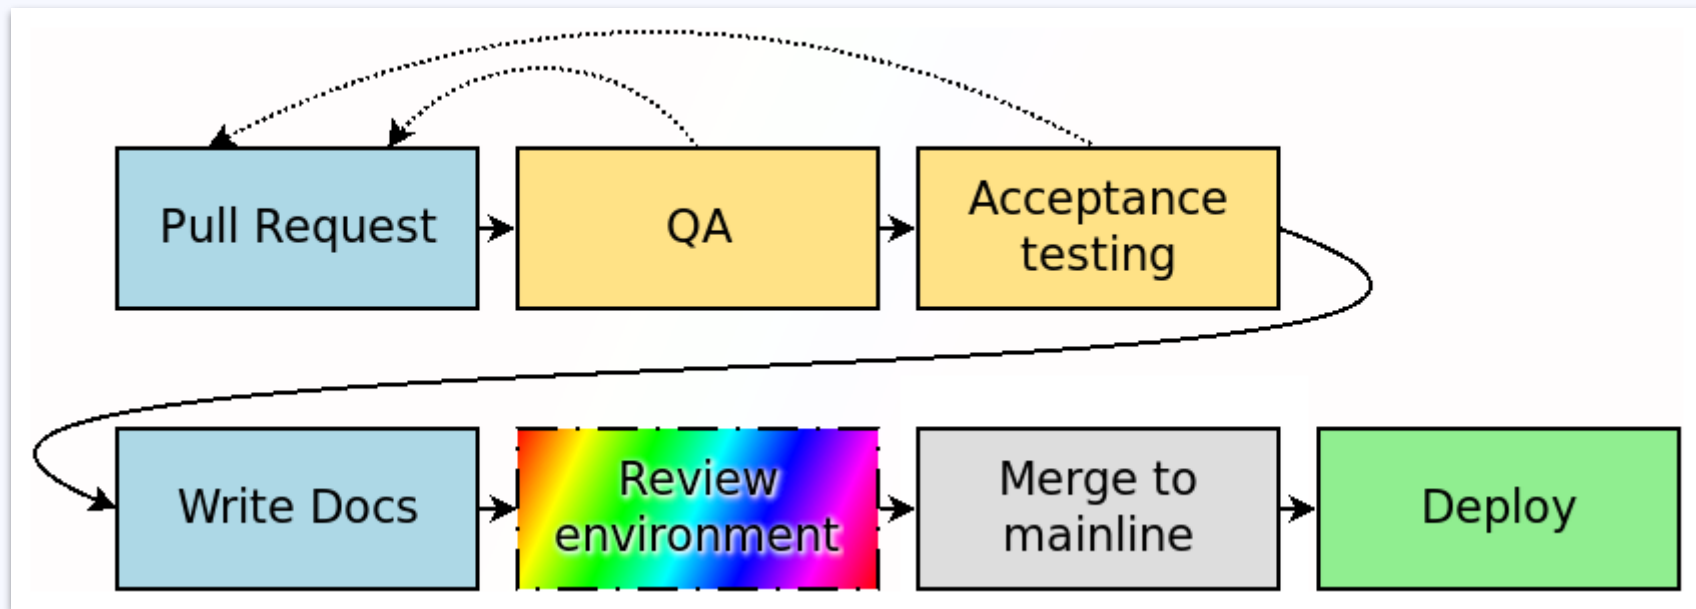 Pull Request
QA
Acceptance
testing
Write Docs
Review
environment
Merge to
mainline
Deploy